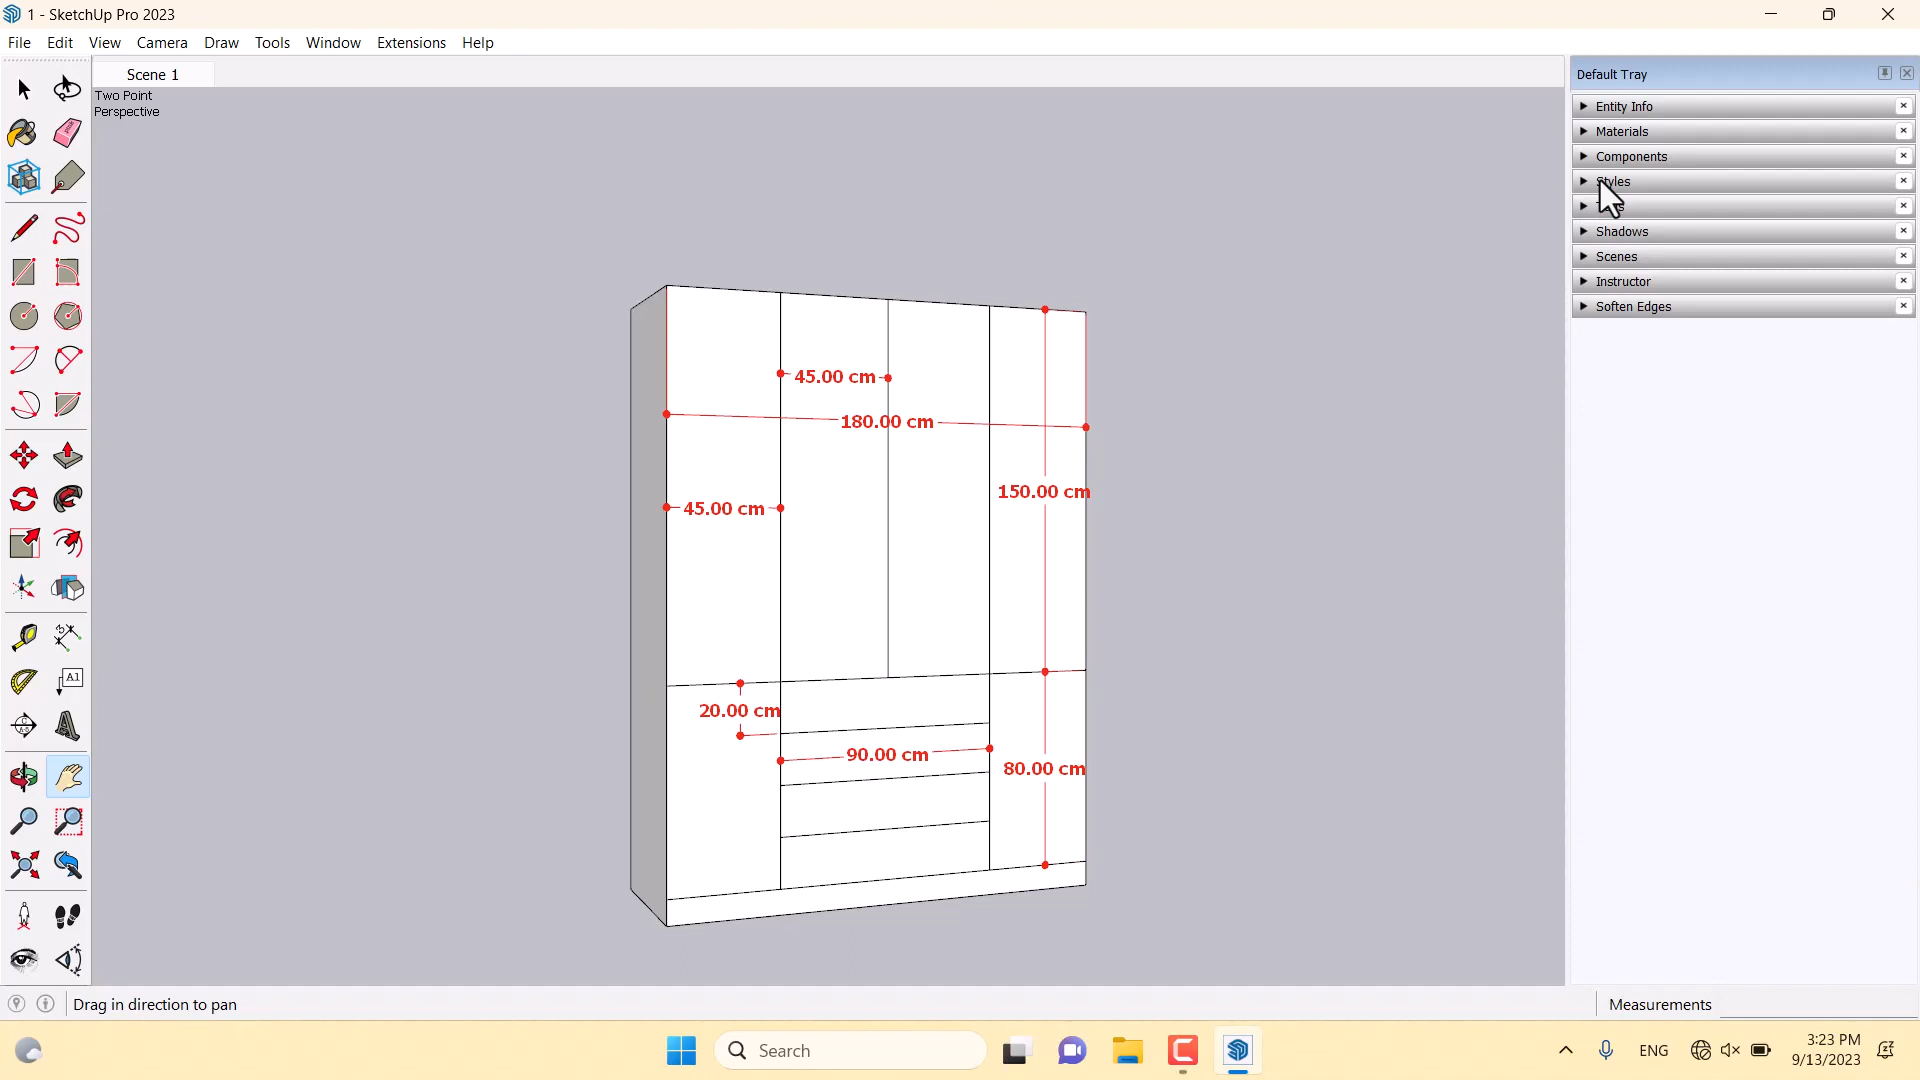 1 - SketchUp Pro 2023
File Edit View Camera Draw Tools Window Extensions Help
Scene 1
Two Point
Perspective
Default Tray
Entity Info
Materials
Components
Styles
Shadows
Scenes
Instructor
Soften Edges
45.00 cm
180.00 cm
150.00 cm
45.00 cm
20.00 cm
90.00 cm
80.00 cm
A1
Drag in direction to pan
Measurements
Search
ENG
3:23 PM
9/13/2023